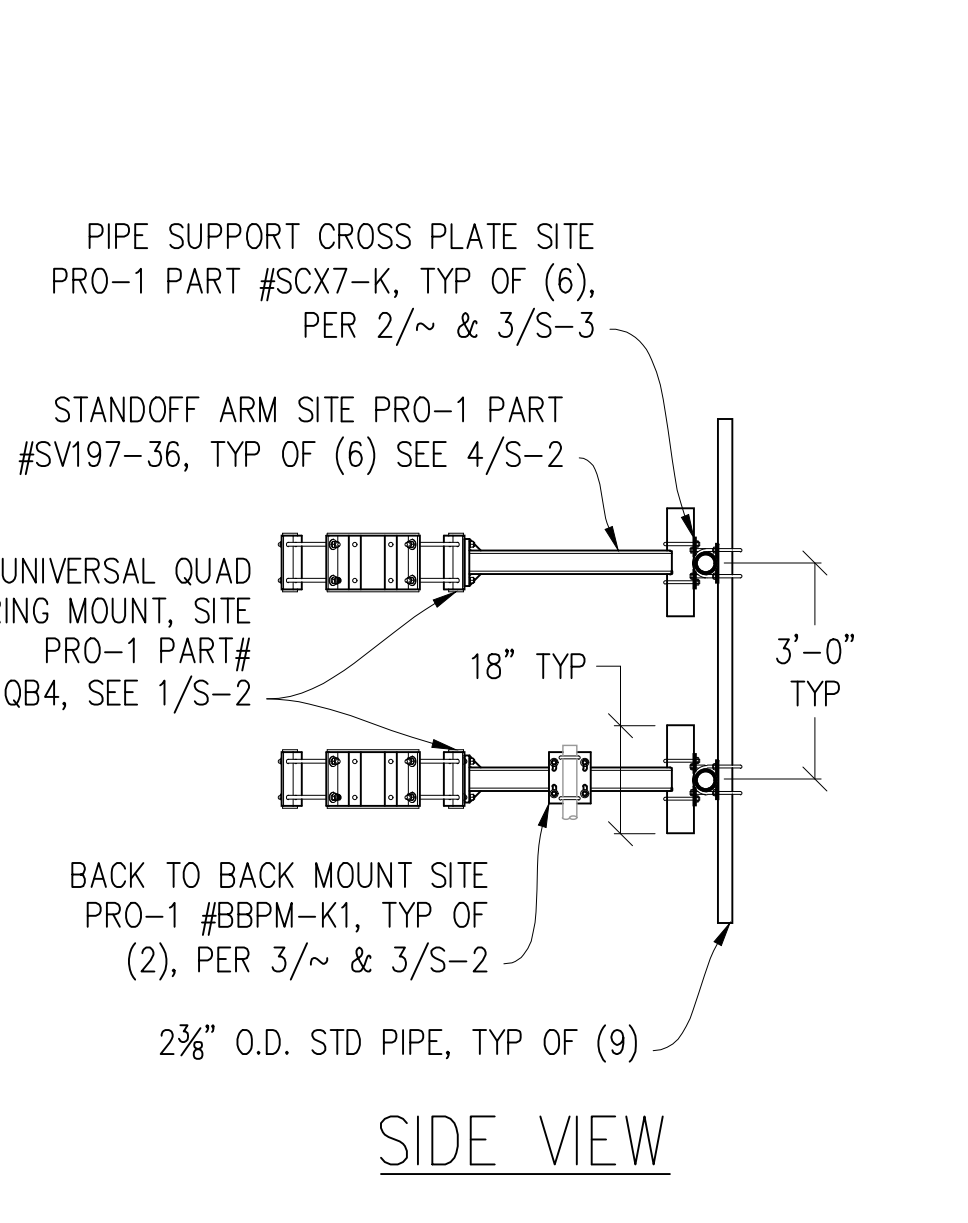 PIPE SUPPORT CROSS PLATE SITE
PRO-1 PART #SCX7-K, TYP OF (6),
PER 2/~ & 3/S-3
STANDOFF ARM SITE PRO-1 PART
#SV197-36, TYP OF (6) SEE 4/S-2
UNIVERSAL QUAD
RING MOUNT, SITE
PRO-1 PART#
QB4, SEE 1/S-2
18" TYP
3'-0"
TYP
BACK TO BACK MOUNT SITE
PRO-1 #BBPM-K1, TYP OF
(2), PER 3/~ & 3/S-2
2⅜" O.D. STD PIPE, TYP OF (9)
SIDE VIEW